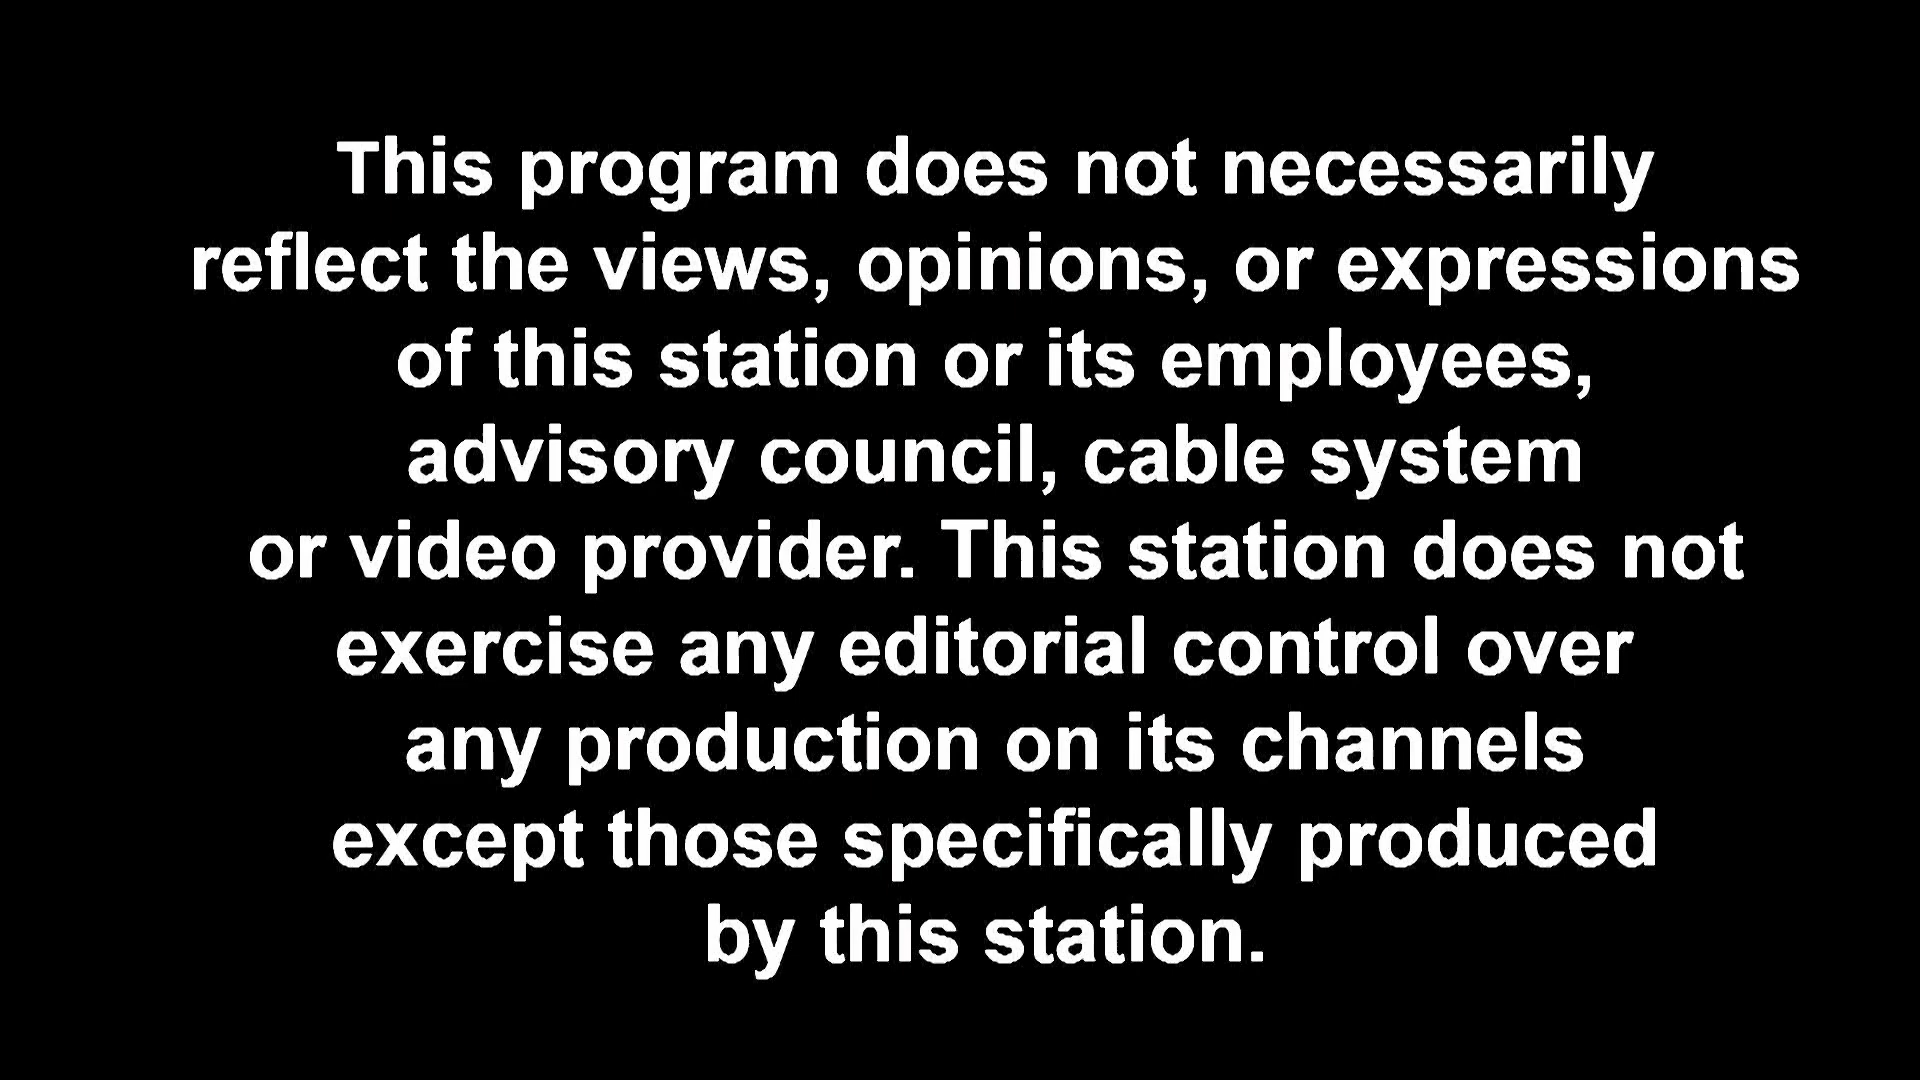 This program does not necessarily
reflect the views, opinions, or expressions
of this station or its employees,
advisory council, cable system
or video provider. This station does not
exercise any editorial control over
any production on its channels
except those specifically produced
by this station.